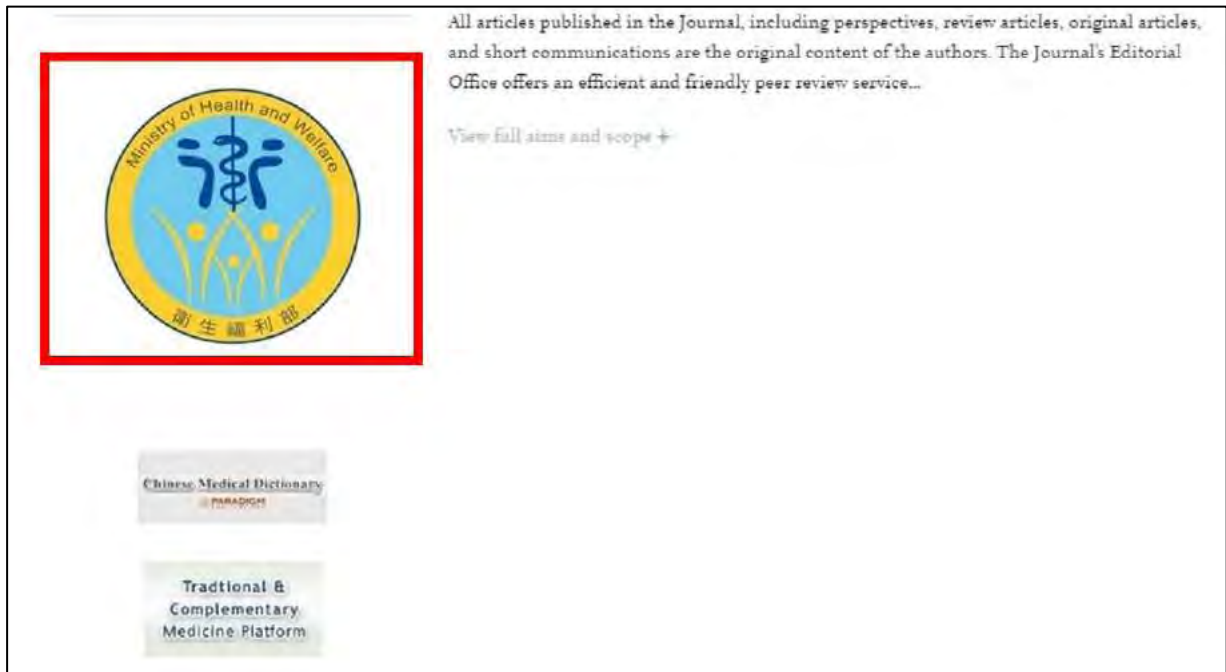 All articles published in the Journal, including perspectives, review articles, original articles,
and short communications are the original content of the authors. The Journal's Editorial
Office offers an efficient and friendly peer review service...
View full aims and scope +
Ministry of Health and Welfare
衛生福利部
Chinese Medical Dictionary
PARADIGM
Tradtional &
Complementary
Medicine Platform